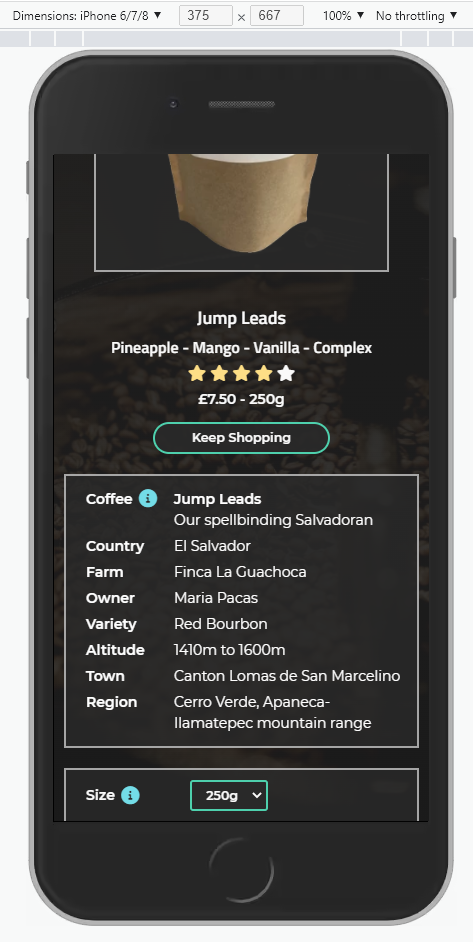 Dimensions: iPhone 6/7/8 ▼ 375 × 667 100% ▼ No throttling ▼
Jump Leads
Pineapple - Mango - Vanilla - Complex
£7.50 - 250g
Keep Shopping
Coffee i Jump Leads
Our spellbinding Salvadoran
Country El Salvador
Farm Finca La Guachoca
Owner Maria Pacas
Variety Red Bourbon
Altitude 1410m to 1600m
Town Canton Lomas de San Marcelino
Region Cerro Verde, Apaneca-
Ilamatepec mountain range
Size i 250g